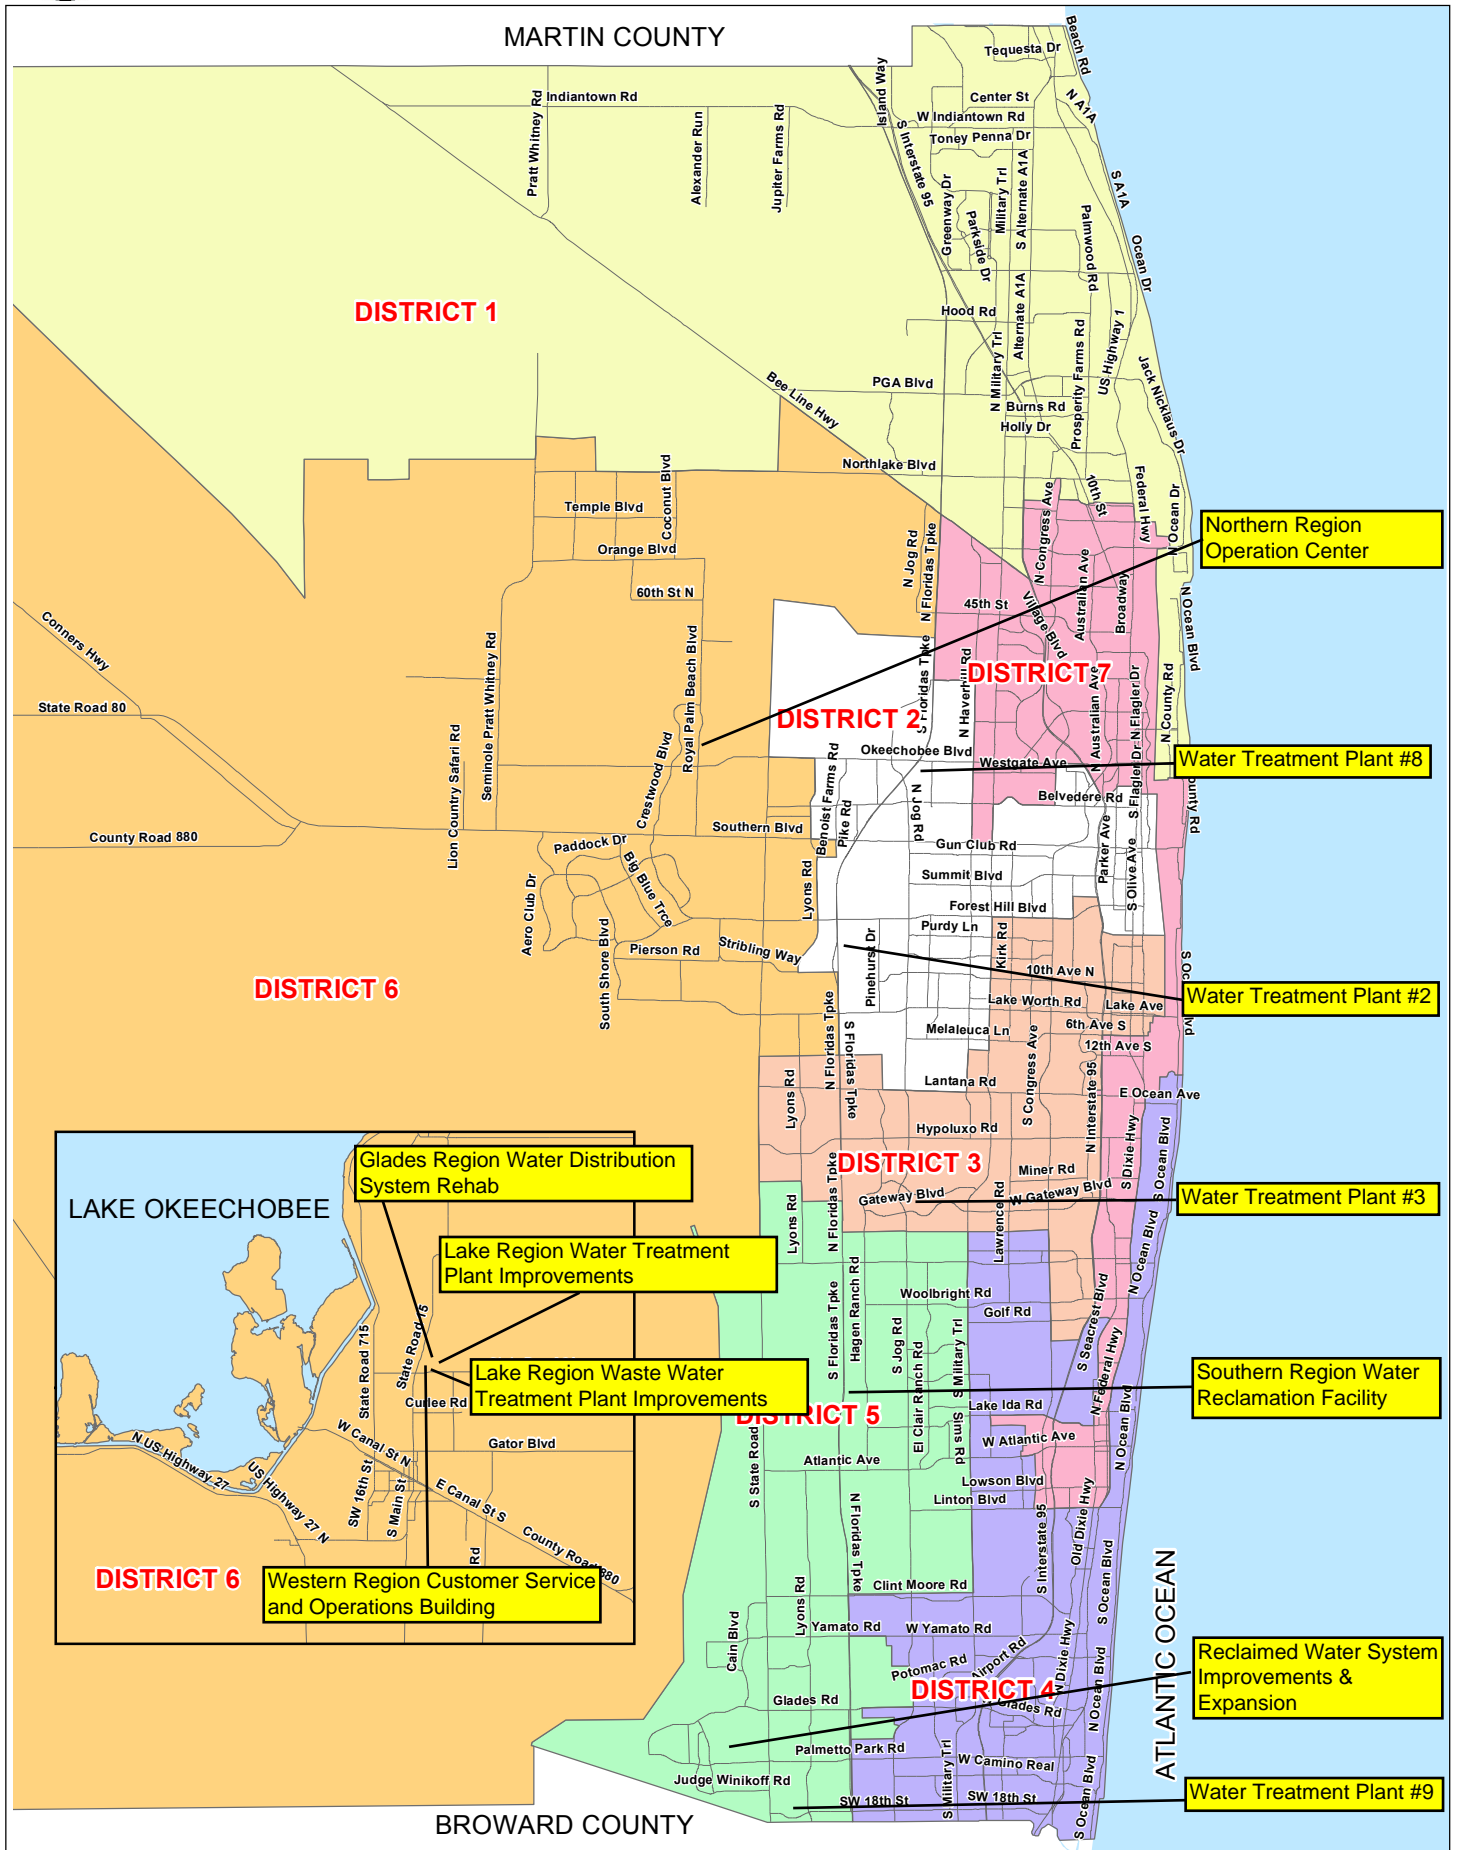 MARTIN COUNTY
Beach Rd
Tequesta Dr
Island Way
Center St
N A1A
Indiantown Rd
Pratt Whitney Rd
Alexander Run
Jupiter Farms Rd
W Indiantown Rd
Toney Penna Dr
S Interstate 95
Greenway Dr
Parkside Dr
Military Trl
S Alternate A1A
S A1A
Palmwood Rd
Ocean Dr
DISTRICT 1
Hood Rd
Alternate A1A
N Military Trl
Prosperity Farms Rd
US Highway 1
Jack Nicklaus Dr
Bee Line Hwy
PGA Blvd
Burns Rd
Holly Dr
Northlake Blvd
Coconut Blvd
Temple Blvd
Orange Blvd
60th St N
N Jog Rd
N Floridas Tpke
N Congress Ave
10th St
Federal Hwy
N Ocean Dr
Northern Region
Operation Center
45th St
Village Blvd
Australian Ave
Broadway
N Ocean Blvd
Conners Hwy
State Road 80
Lion Country Safari Rd
Seminole Pratt Whitney Rd
Crestwood Blvd
Royal Palm Beach Blvd
DISTRICT 2
DISTRICT 7
S Floridas Tpke
N Haverhill Rd
N Australian Ave
N Flagler Dr
N County Rd
Okeechobee Blvd
Westgate Ave
Water Treatment Plant #8
Belvedere Rd
S Flagler Dr
County Rd
County Road 880
Southern Blvd
Benoist Farms Rd
Pike Rd
N Jog Rd
Gun Club Rd
Parker Ave
S Olive Ave
Paddock Dr
Big Blue Trce
Aero Club Dr
South Shore Blvd
Lyons Rd
Summit Blvd
Forest Hill Blvd
Purdy Ln
Kirk Rd
Pierson Rd
Stribling Way
Pinehurst Dr
10th Ave N
Lake Worth Rd
Lake Ave
Water Treatment Plant #2
DISTRICT 6
N Floridas Tpke
S Floridas Tpke
Melaleuca Ln
6th Ave S
12th Ave S
Lantana Rd
S Congress Ave
N Interstate 95
E Ocean Ave
Lyons Rd
Hypoluxo Rd
S Dixie Hwy
S Ocean Blvd
DISTRICT 3
Miner Rd
Gateway Blvd
W Gateway Blvd
Water Treatment Plant #3
Glades Region Water Distribution
System Rehab
LAKE OKEECHOBEE
Lake Region Water Treatment
Plant Improvements
Lyons Rd
N Floridas Tpke
Lawrence Rd
N Ocean Blvd
State Road 715
State Road 15
S Floridas Tpke
Hagen Ranch Rd
Woolbright Rd
Golf Rd
S Jog Rd
El Clair Ranch Rd
S Military Trl
S Seacrest Blvd
N Federal Hwy
Lake Region Waste Water
Treatment Plant Improvements
Southern Region Water
Reclamation Facility
Curlee Rd
DISTRICT 5
Lake Ida Rd
Sims Rd
W Atlantic Ave
N Ocean Blvd
N US Highway 27
W Canal St N
Gator Blvd
US Highway 27 N
SW 16th St
S Main St
E Canal St S
County Road 880
Rd
S State Road
Atlantic Ave
Lowson Blvd
Linton Blvd
N Floridas Tpke
S Interstate 95
Old Dixie Hwy
S Ocean Blvd
DISTRICT 6
Western Region Customer Service
and Operations Building
Clint Moore Rd
Lyons Rd
Yamato Rd
W Yamato Rd
Cain Blvd
Potomac Rd
Airport Rd
N Dixie Hwy
N Ocean Blvd
ATLANTIC OCEAN
Reclaimed Water System
Improvements &
Expansion
DISTRICT 4
Glades Rd
W Glades Rd
Palmetto Park Rd
W Camino Real
Judge Winikoff Rd
SW 18th St
S Military Trl
SW 18th St
S Ocean Blvd
Water Treatment Plant #9
BROWARD COUNTY